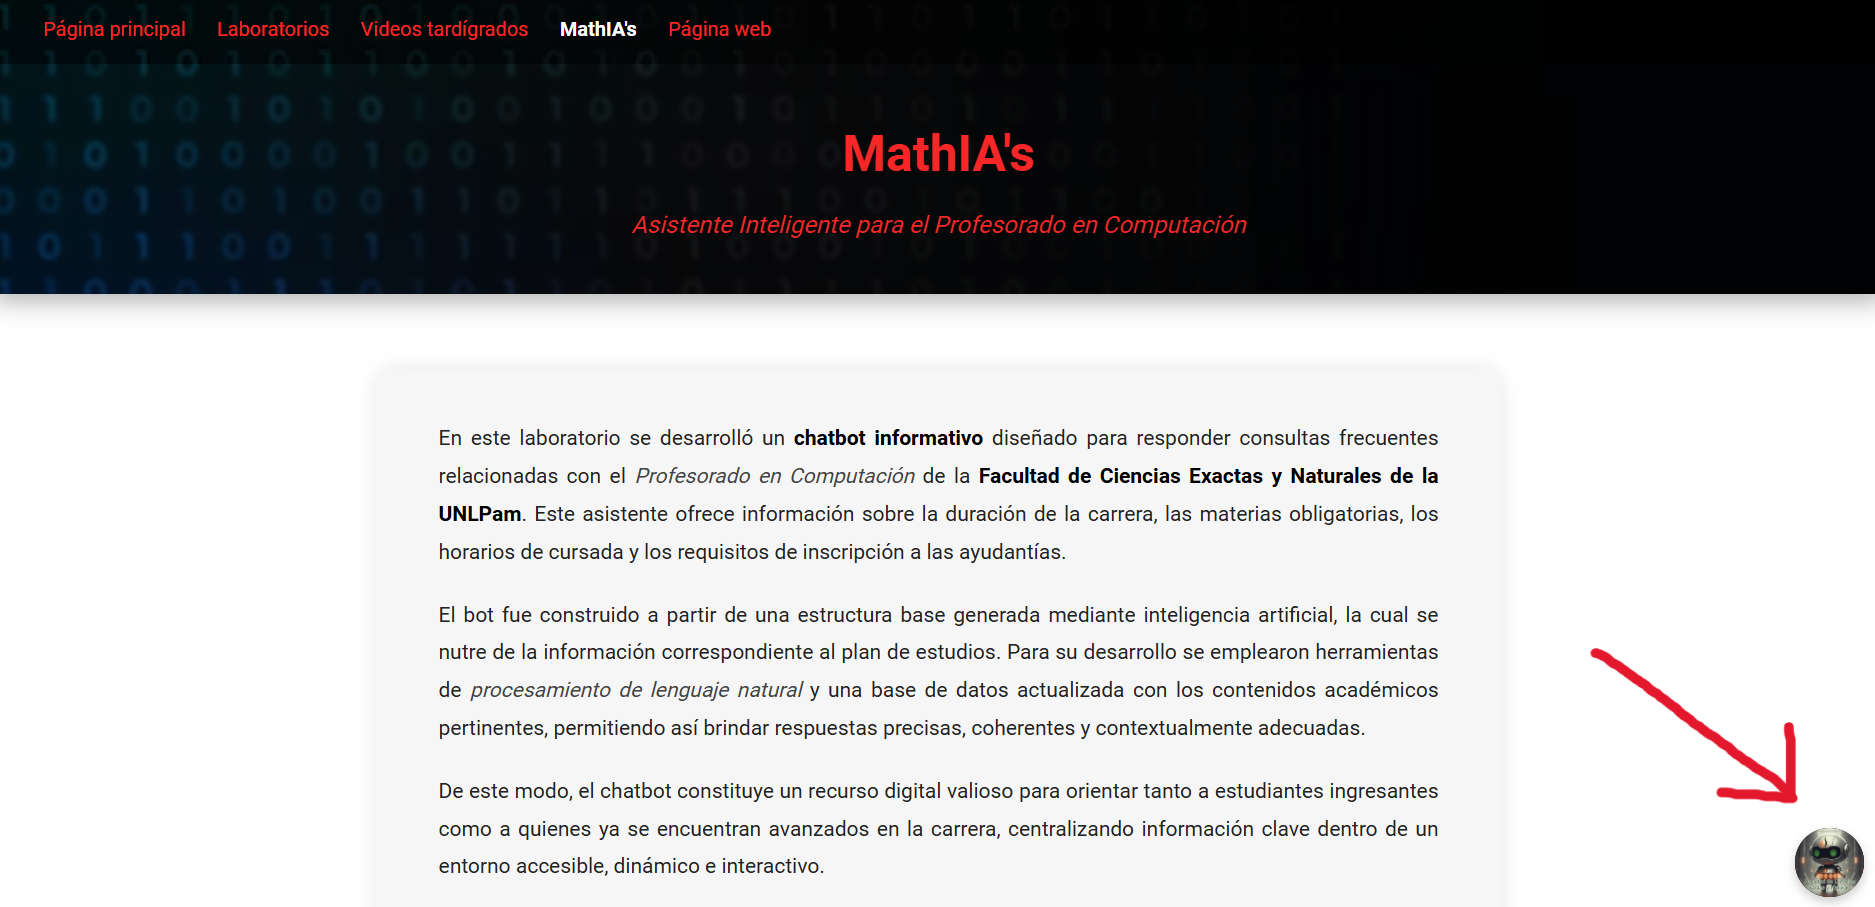 Página principal Laboratorios Videos tardígrados MathIA's Página web
MathIA's
Asistente Inteligente para el Profesorado en Computación
En este laboratorio se desarrolló un chatbot informativo diseñado para responder consultas frecuentes
relacionadas con el Profesorado en Computación de la Facultad de Ciencias Exactas y Naturales de la
UNLPam. Este asistente ofrece información sobre la duración de la carrera, las materias obligatorias, los
horarios de cursada y los requisitos de inscripción a las ayudantías.
El bot fue construido a partir de una estructura base generada mediante inteligencia artificial, la cual se
nutre de la información correspondiente al plan de estudios. Para su desarrollo se emplearon herramientas
de procesamiento de lenguaje natural y una base de datos actualizada con los contenidos académicos
pertinentes, permitiendo así brindar respuestas precisas, coherentes y contextualmente adecuadas.
De este modo, el chatbot constituye un recurso digital valioso para orientar tanto a estudiantes ingresantes
como a quienes ya se encuentran avanzados en la carrera, centralizando información clave dentro de un
entorno accesible, dinámico e interactivo.